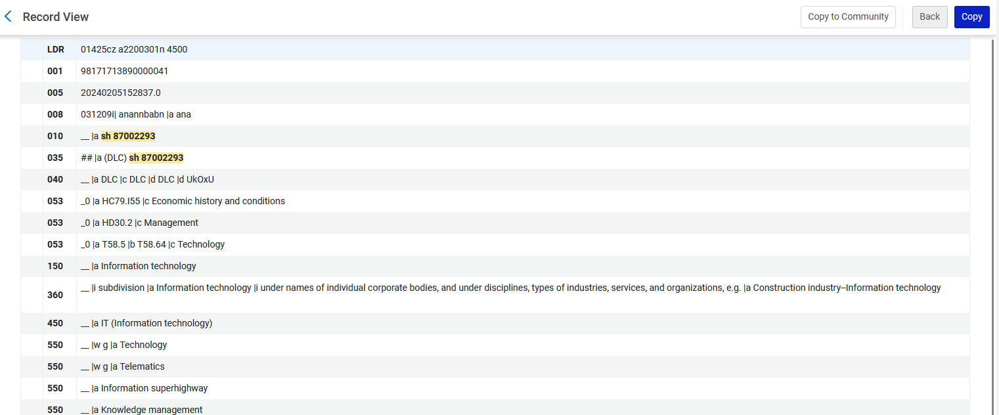 Record View
Copy to Community
Back
Copy
LDR 01425cz a2200301n 4500
001 98171713890000041
005 20240205152837.0
008 031209i| anannbabn |a ana
010 __ |a sh 87002293
035 ## |a (DLC) sh 87002293
040 __ |a DLC |c DLC |d DLC |d UkOxU
053 _0 |a HC79.I55 |c Economic history and conditions
053 _0 |a HD30.2 |c Management
053 _0 |a T58.5 |b T58.64 |c Technology
150 __ |a Information technology
360 __ |i subdivision |a Information technology |i under names of individual corporate bodies, and under disciplines, types of industries, services, and organizations, e.g. |a Construction industry--Information technology
450 __ |a IT (Information technology)
550 __ |w g |a Technology
550 __ |w g |a Telematics
550 __ |a Information superhighway
550 __ |a Knowledge management